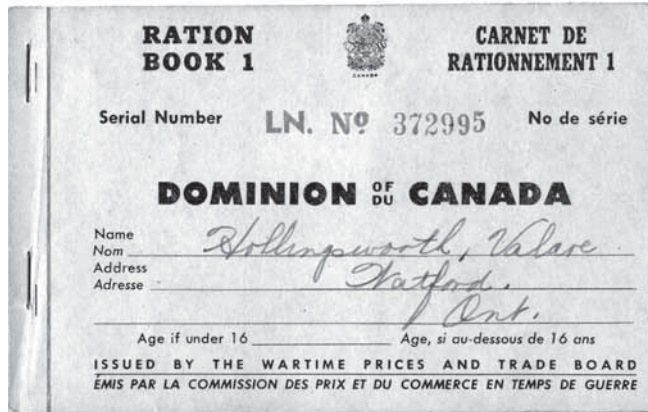 RATION CARNET DE
BOOK 1 RATIONNEMENT 1
CANADA
Serial Number LN. Nº 372995 No de série
DOMINION OF DU CANADA
Name Nom Hollingsworth, Valare
Address Adresse Watford.
Ont.
Age if under 16 Age, si au-dessous de 16 ans
ISSUED BY THE WARTIME PRICES AND TRADE BOARD
ÉMIS PAR LA COMMISSION DES PRIX ET DU COMMERCE EN TEMPS DE GUERRE